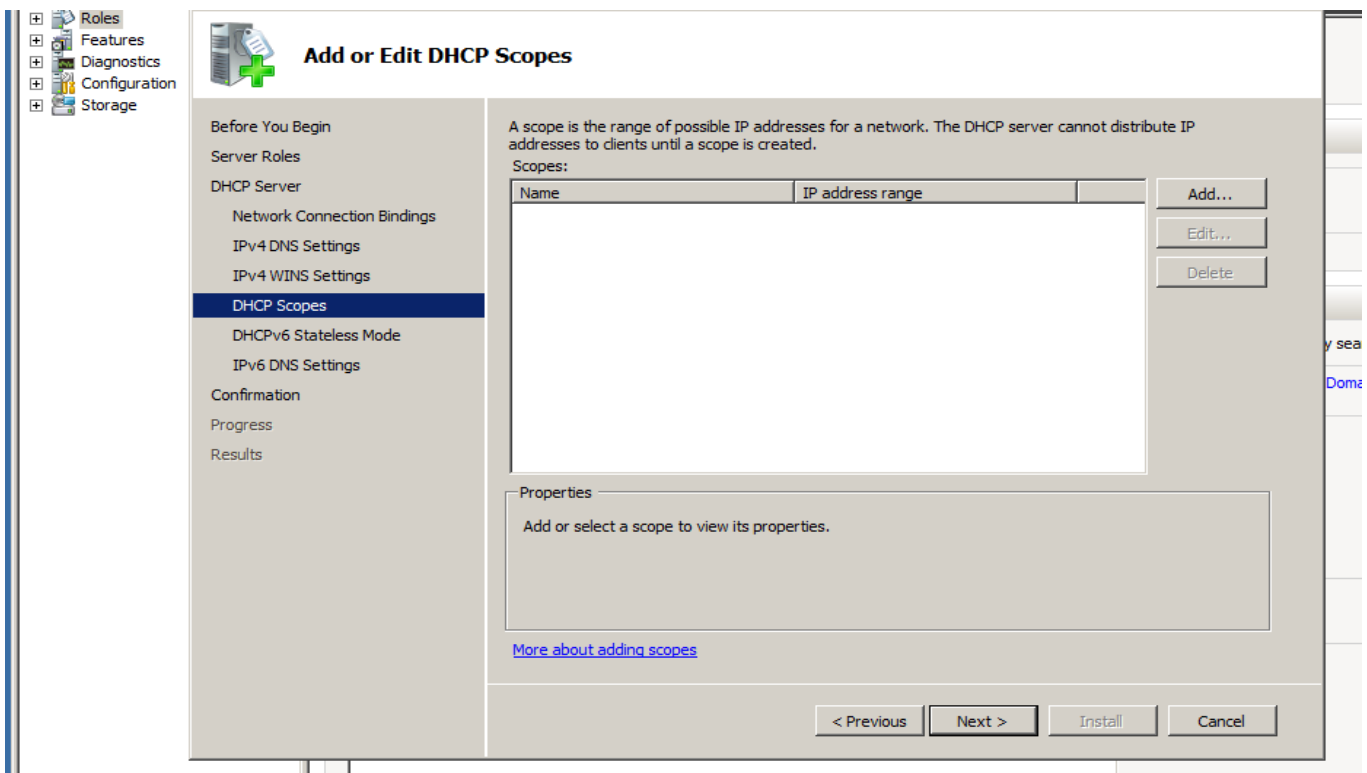 Roles
Features
Diagnostics
Configuration
Storage
Add or Edit DHCP Scopes
Before You Begin
Server Roles
DHCP Server
Network Connection Bindings
IPv4 DNS Settings
IPv4 WINS Settings
DHCP Scopes
DHCPv6 Stateless Mode
IPv6 DNS Settings
Confirmation
Progress
Results
A scope is the range of possible IP addresses for a network. The DHCP server cannot distribute IP
addresses to clients until a scope is created.
Scopes:
Name IP address range
Add...
Edit...
Delete
Properties
Add or select a scope to view its properties.
More about adding scopes
< Previous Next > Install Cancel